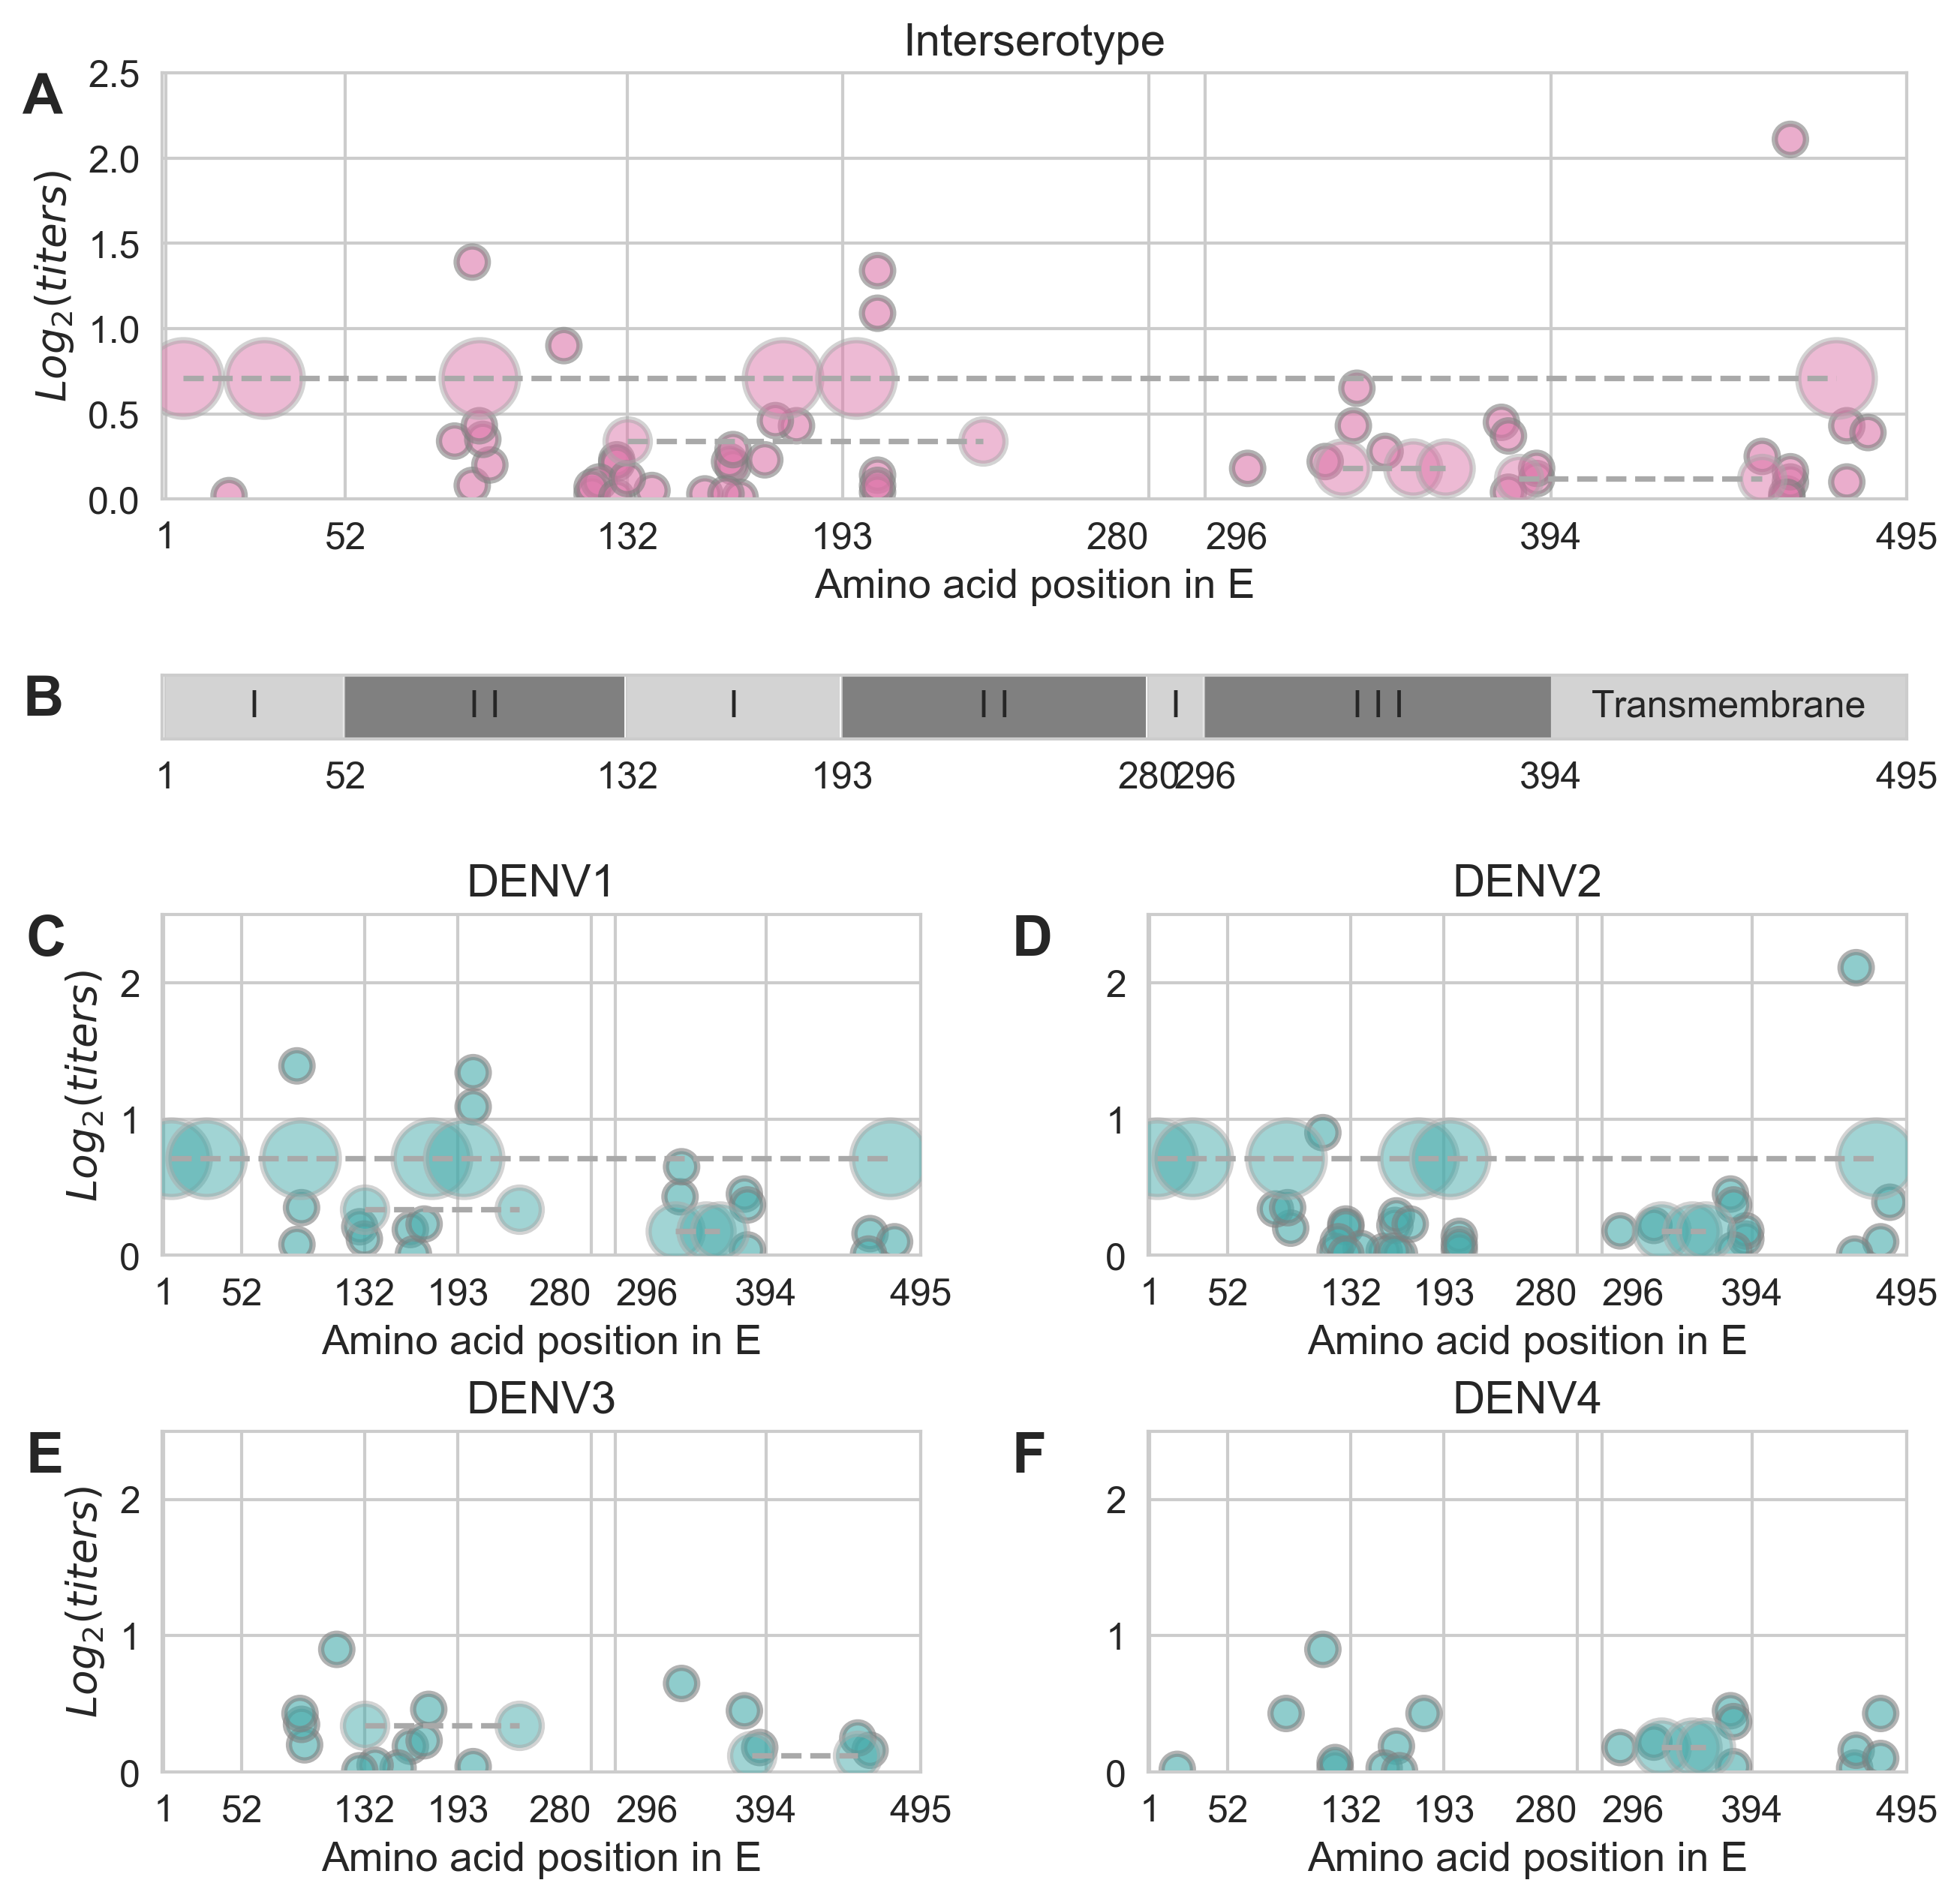 Interserotype
A
2.5
2.0
1.5
1.0
0.5
0.0
Log2(titers)
1 52 132 193 280 296 394 495
Amino acid position in E
B
I II I II I III Transmembrane
1 52 132 193 280 296 394 495
DENV1
C
2
1
0
Log2(titers)
1 52 132 193 280 296 394 495
Amino acid position in E
DENV2
D
2
1
0
1 52 132 193 280 296 394 495
Amino acid position in E
DENV3
E
2
1
0
Log2(titers)
1 52 132 193 280 296 394 495
Amino acid position in E
DENV4
F
2
1
0
1 52 132 193 280 296 394 495
Amino acid position in E